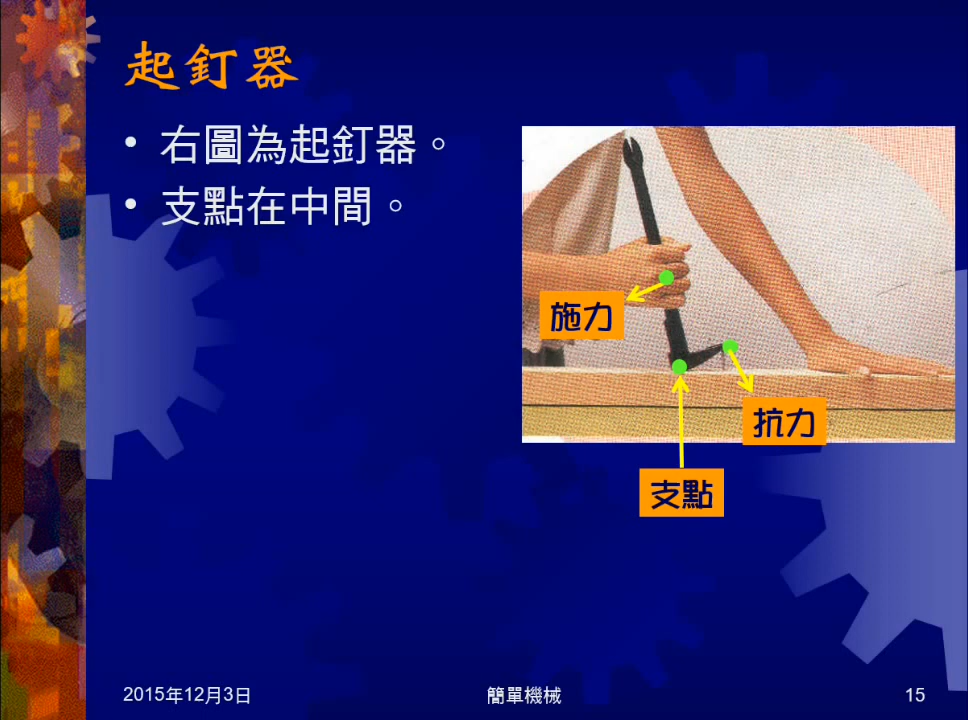 起釘器
• 右圖為起釘器。
• 支點在中間。
施力
抗力
支點
2015年12月3日
簡單機械
15